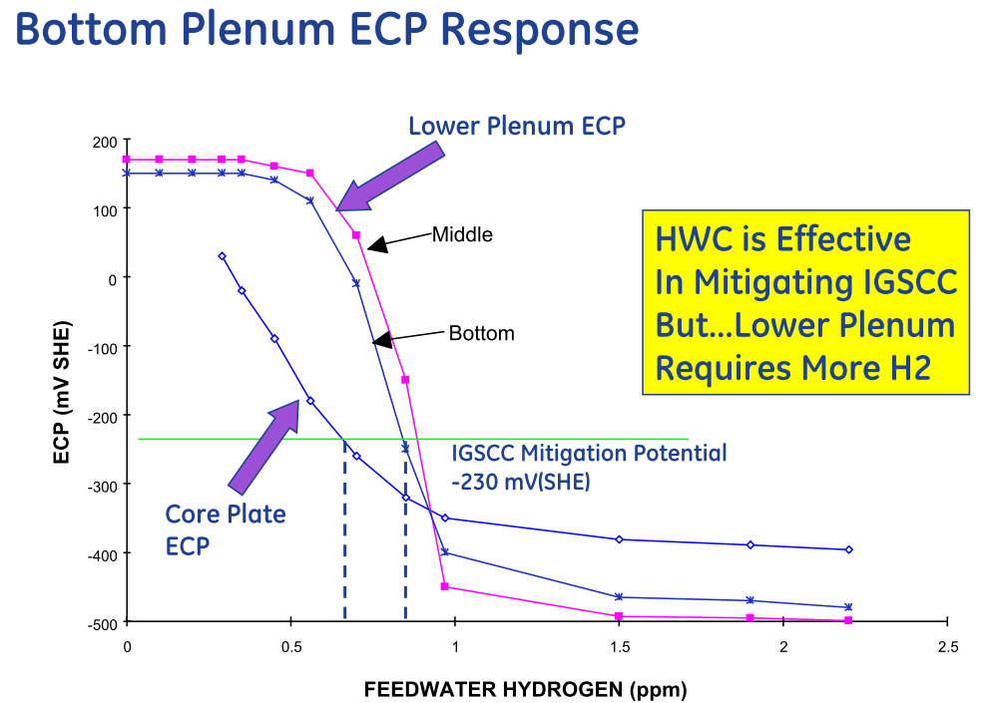 Bottom Plenum ECP Response
Lower Plenum ECP
200
100
0
-100
-200
-300
-400
-500
ECP (mV SHE)
Middle
Bottom
HWC is Effective
In Mitigating IGSCC
But...Lower Plenum
Requires More H2
IGSCC Mitigation Potential
-230 mV(SHE)
Core Plate
ECP
0
0.5
1
1.5
2
2.5
FEEDWATER HYDROGEN (ppm)